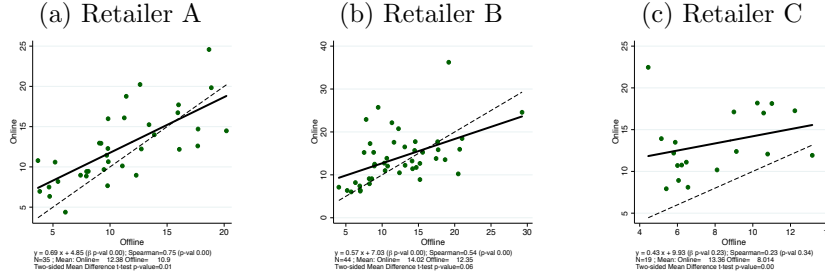 (a) Retailer A
(b) Retailer B
(c) Retailer C
25
20
15
10
5
Online
5
10
15
20
Offline
y = 0.69 x + 4.85 (β p-val 0.00); Spearman=0.75 (p-val 0.00)
N=35 ; Mean: Online= 12.38 Offline= 10.9
Two-sided Mean Difference t-test p-value=0.01
40
30
20
10
0
Online
5
10
15
20
25
30
Offline
y = 0.57 x + 7.03 (β p-val 0.00); Spearman=0.54 (p-val 0.00)
N=44 ; Mean: Online= 14.02 Offline= 12.35
Two-sided Mean Difference t-test p-value=0.06
25
20
15
10
5
Online
4
6
8
10
12
Offline
y = 0.43 x + 9.93 (β p-val 0.23); Spearman=0.23 (p-val 0.34)
N=19 ; Mean: Online= 13.36 Offline= 8.014
Two-sided Mean Difference t-test p-value=0.00